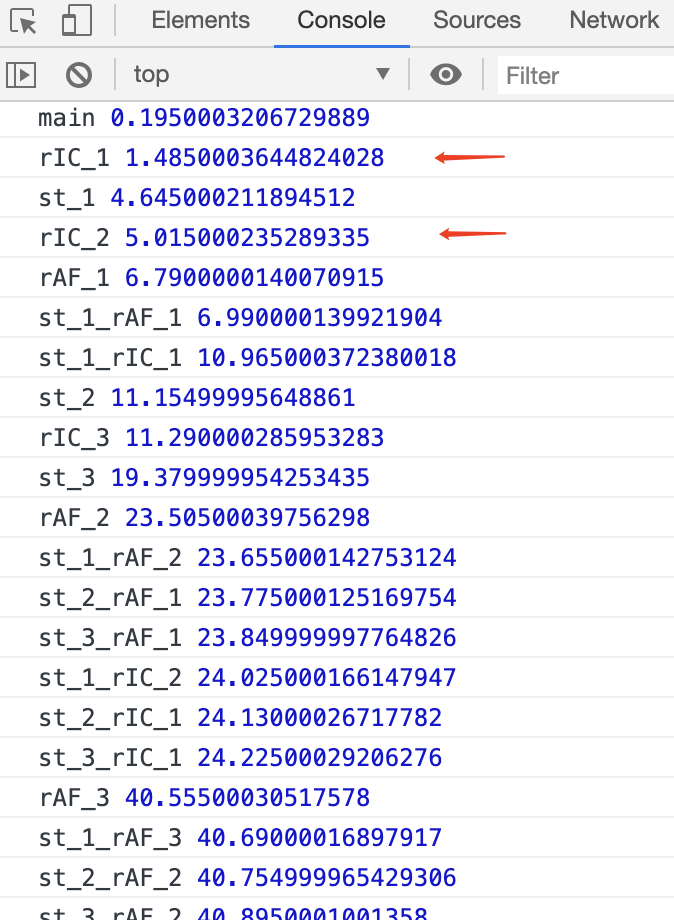 Elements Console Sources Network
top Filter
main 0.1950003206729889
rIC_1 1.4850003644824028
st_1 4.645000211894512
rIC_2 5.015000235289335
rAF_1 6.7900000140070915
st_1_rAF_1 6.990000139921904
st_1_rIC_1 10.965000372380018
st_2 11.15499995648861
rIC_3 11.290000285953283
st_3 19.379999954253435
rAF_2 23.50500039756298
st_1_rAF_2 23.655000142753124
st_2_rAF_1 23.775000125169754
st_3_rAF_1 23.849999997764826
st_1_rIC_2 24.025000166147947
st_2_rIC_1 24.13000026717782
st_3_rIC_1 24.22500029206276
rAF_3 40.55500030517578
st_1_rAF_3 40.69000016897917
st_2_rAF_2 40.754999965429306
st_3_rAF_2 40.8950001001358